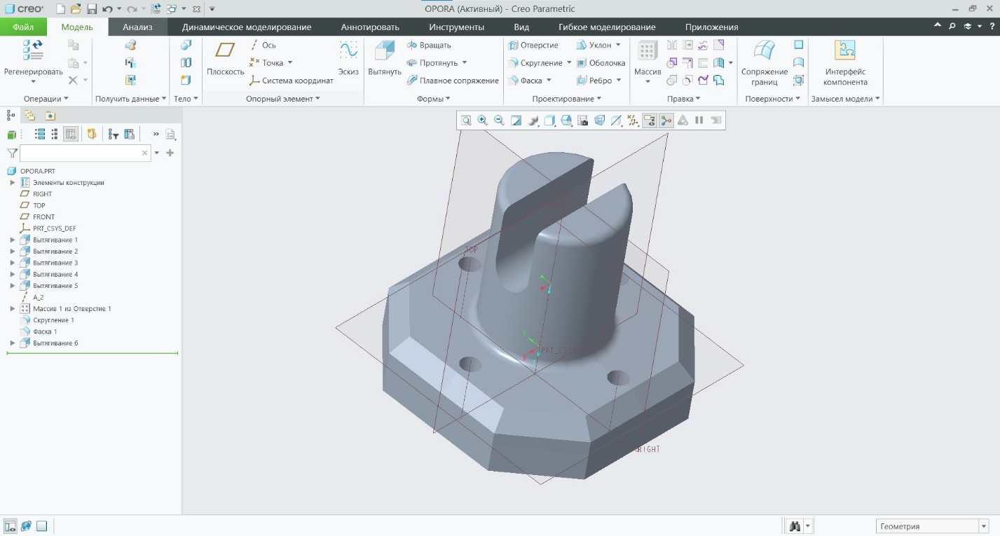 creo
OPORA (Активный) - Creo Parametric
Файл Модель Анализ Динамическое моделирование Аннотировать Инструменты Вид Гибкое моделирование Приложения
Регенерировать
Операции
Получить данные
Тело
Плоскость
Ось
Точка
Система координат
Эскиз
Опорный элемент
Вытянуть
Вращать
Протянуть
Плавное сопряжение
Формы
Отверстие
Уклон
Скругление
Оболочка
Фаска
Ребро
Проектирование
Массив
Правка
Сопряжение
границ
Поверхности
Интерфейс
компонента
Замысел модели
OPORA.PRT
Элементы конструкции
RIGHT
TOP
FRONT
PRT_CSYS_DEF
Вытягивание 1
Вытягивание 2
Вытягивание 3
Вытягивание 4
Вытягивание 5
A_2
Массив 1 из Отверстие 1
Скругление 1
Фаска 1
Вытягивание 6
TOP
Y
X
Z
RIGHT
Геометрия